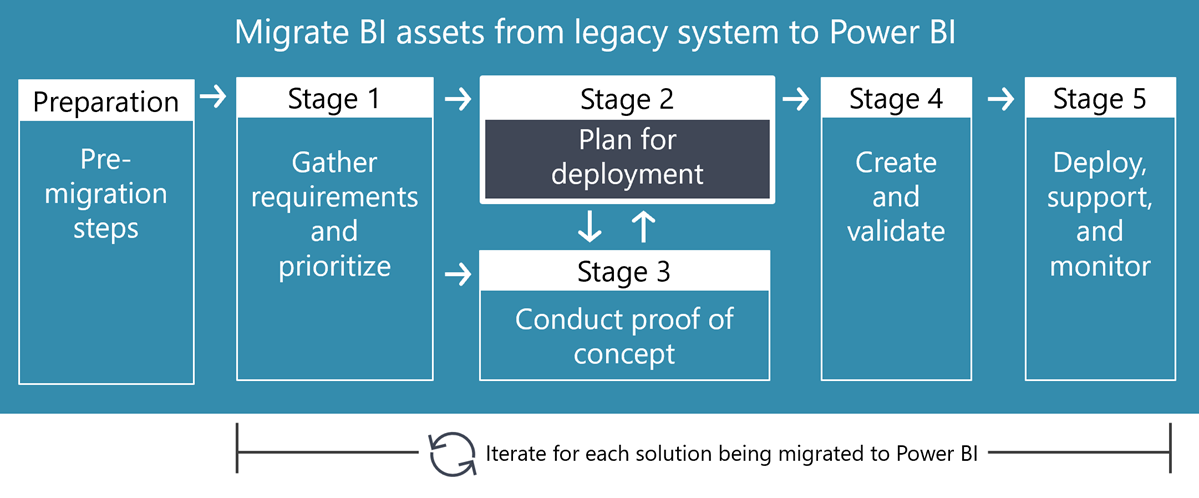 Migrate BI assets from legacy system to Power BI
Preparation
Pre-
migration
steps
Stage 1
Gather
requirements
and
prioritize
Stage 2
Plan for
deployment
Stage 3
Conduct proof of
concept
Stage 4
Create
and
validate
Stage 5
Deploy,
support,
and
monitor
Iterate for each solution being migrated to Power BI